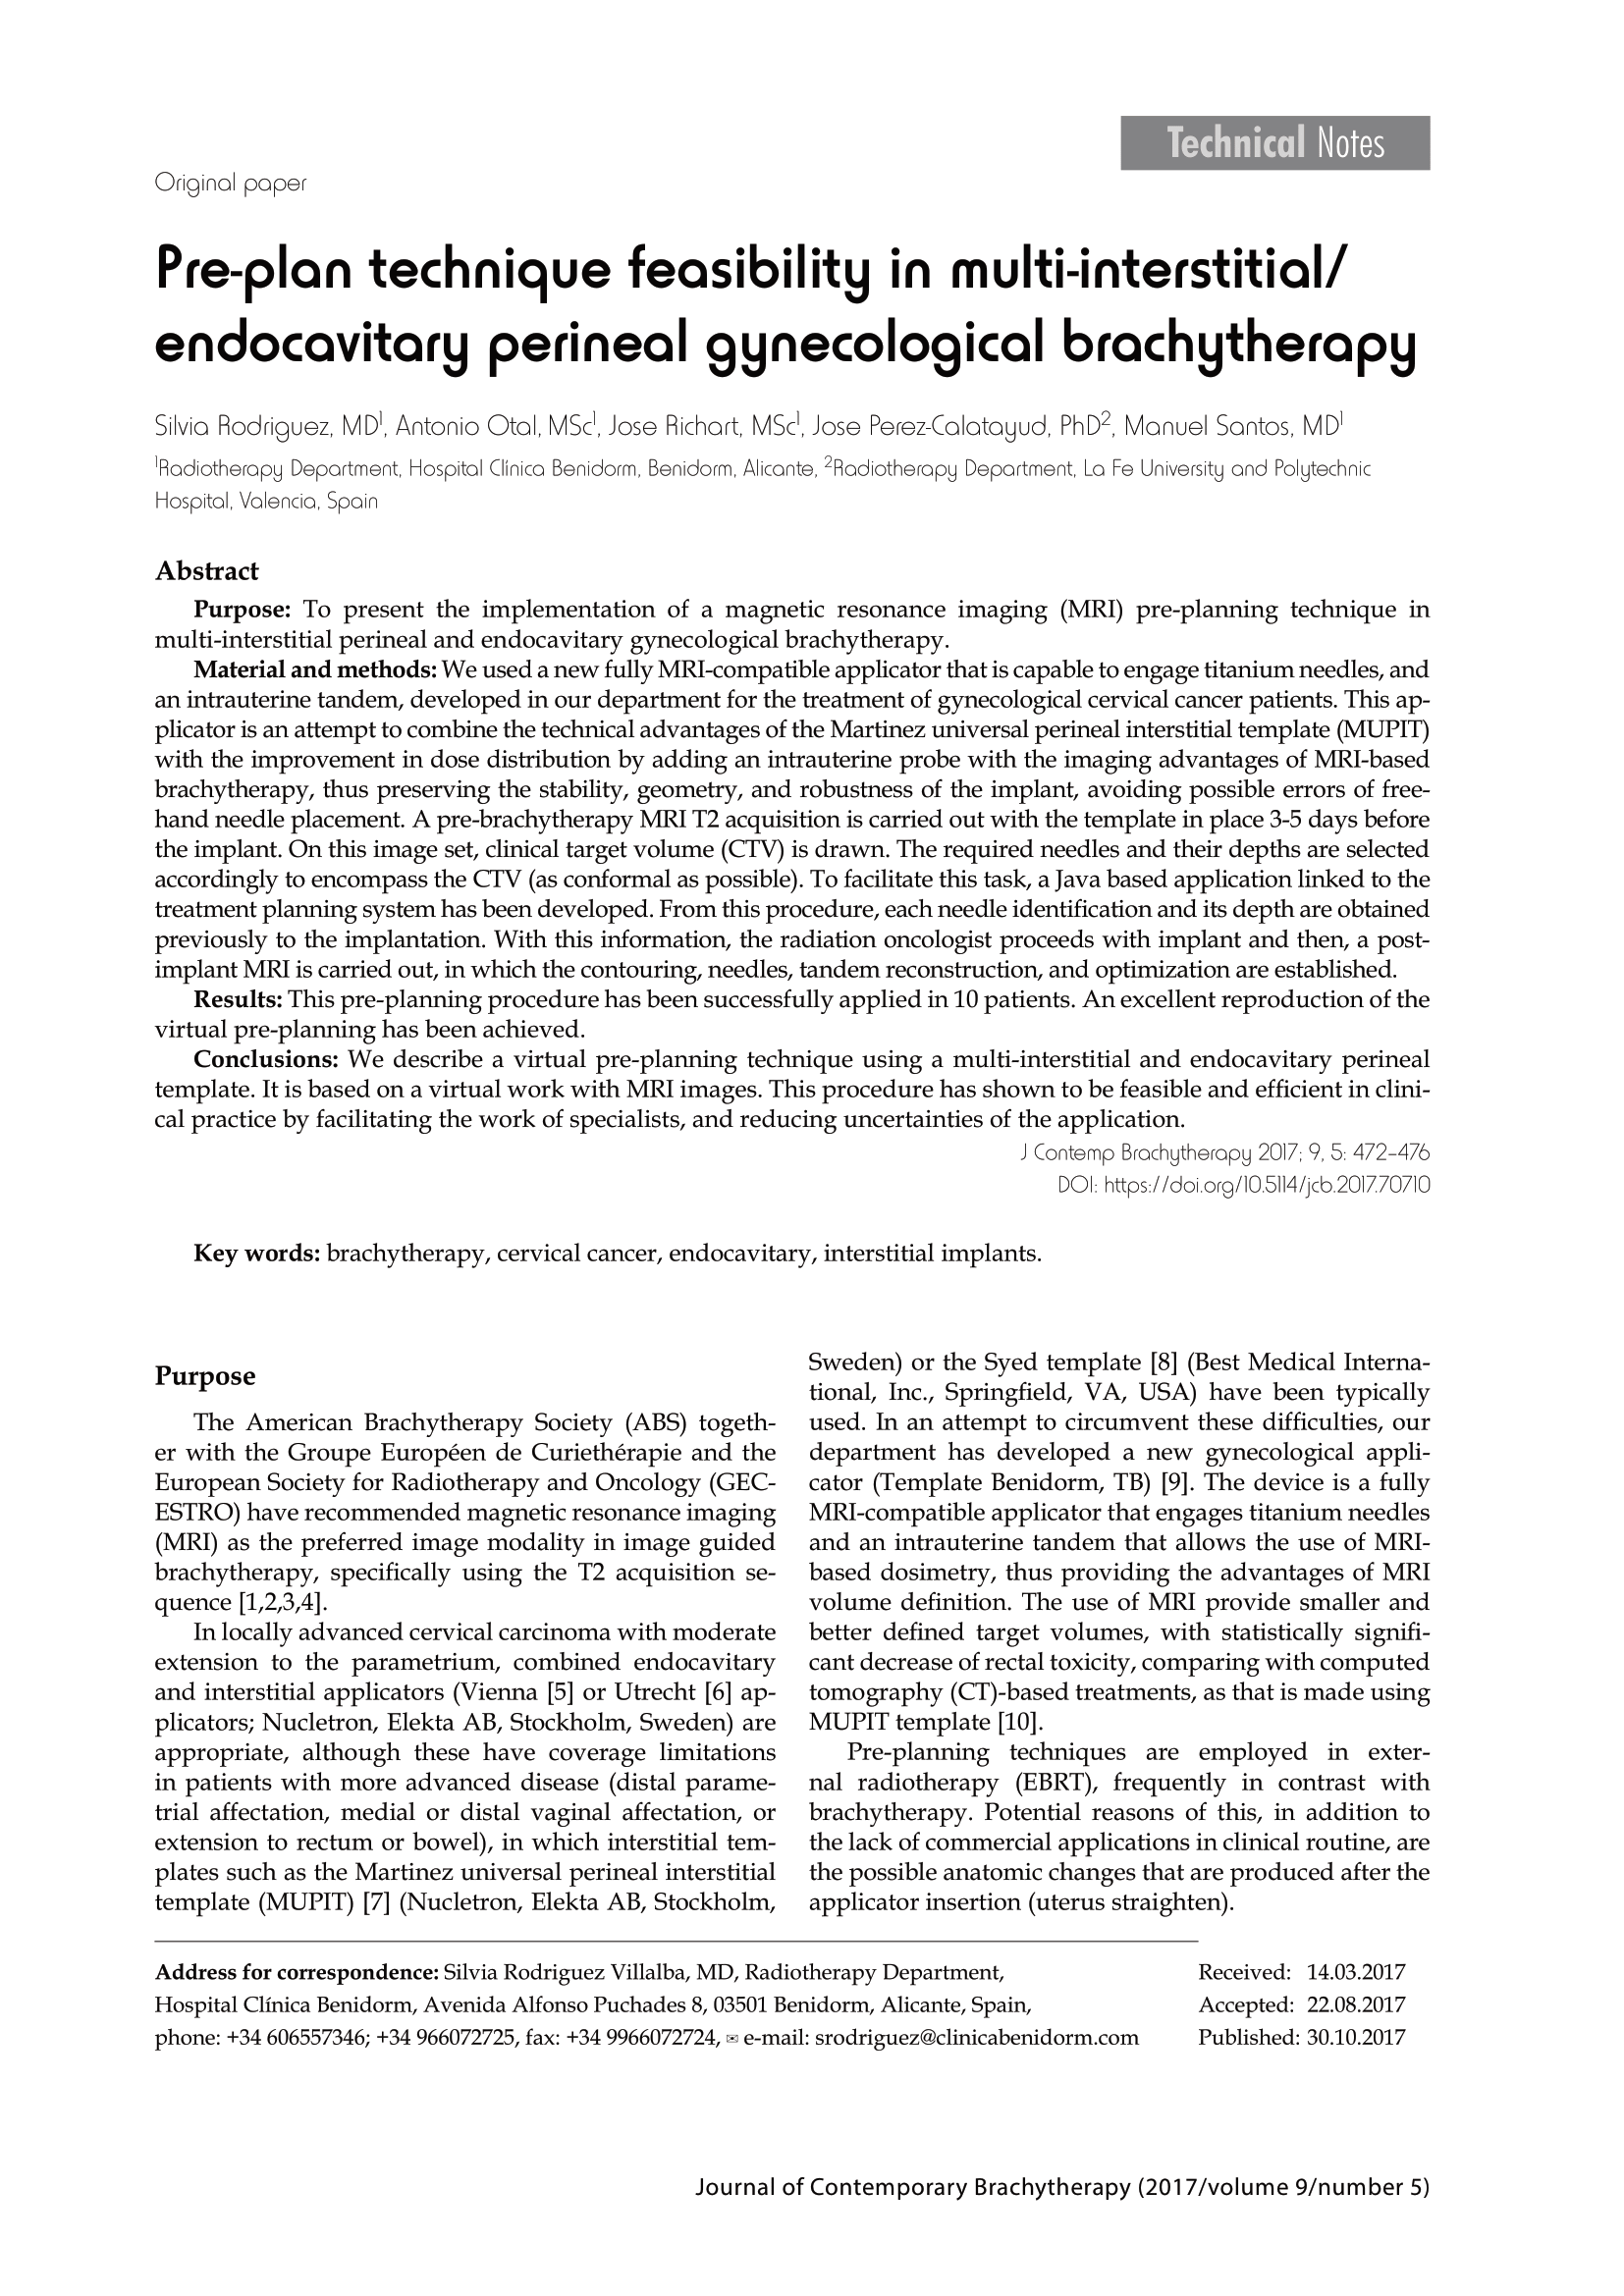 Technical Notes
Original paper
Pre-plan technique feasibility in multi-interstitial/
endocavitary perineal gynecological brachytherapy
Silvia Rodriguez, MD1, Antonio Otal, MSc1, Jose Richart, MSc1, Jose Perez-Calatayud, PhD2, Manuel Santos, MD1
1Radiotherapy Department, Hospital Clínica Benidorm, Benidorm, Alicante, 2Radiotherapy Department, La Fe University and Polytechnic
Hospital, Valencia, Spain
Abstract
Purpose: To present the implementation of a magnetic resonance imaging (MRI) pre-planning technique in
multi-interstitial perineal and endocavitary gynecological brachytherapy.
Material and methods: We used a new fully MRI-compatible applicator that is capable to engage titanium needles, and
an intrauterine tandem, developed in our department for the treatment of gynecological cervical cancer patients. This ap-
plicator is an attempt to combine the technical advantages of the Martinez universal perineal interstitial template (MUPIT)
with the improvement in dose distribution by adding an intrauterine probe with the imaging advantages of MRI-based
brachytherapy, thus preserving the stability, geometry, and robustness of the implant, avoiding possible errors of free-
hand needle placement. A pre-brachytherapy MRI T2 acquisition is carried out with the template in place 3-5 days before
the implant. On this image set, clinical target volume (CTV) is drawn. The required needles and their depths are selected
accordingly to encompass the CTV (as conformal as possible). To facilitate this task, a Java based application linked to the
treatment planning system has been developed. From this procedure, each needle identification and its depth are obtained
previously to the implantation. With this information, the radiation oncologist proceeds with implant and then, a post-
implant MRI is carried out, in which the contouring, needles, tandem reconstruction, and optimization are established.
Results: This pre-planning procedure has been successfully applied in 10 patients. An excellent reproduction of the
virtual pre-planning has been achieved.
Conclusions: We describe a virtual pre-planning technique using a multi-interstitial and endocavitary perineal
template. It is based on a virtual work with MRI images. This procedure has shown to be feasible and efficient in clini-
cal practice by facilitating the work of specialists, and reducing uncertainties of the application.
J Contemp Brachytherapy 2017; 9, 5: 472–476
DOI: https://doi.org/10.5114/jcb.2017.70710
Key words: brachytherapy, cervical cancer, endocavitary, interstitial implants.
Purpose
The American Brachytherapy Society (ABS) togeth-
er with the Groupe Européen de Curiethérapie and the
European Society for Radiotherapy and Oncology (GEC-
ESTRO) have recommended magnetic resonance imaging
(MRI) as the preferred image modality in image guided
brachytherapy, specifically using the T2 acquisition se-
quence [1,2,3,4].
In locally advanced cervical carcinoma with moderate
extension to the parametrium, combined endocavitary
and interstitial applicators (Vienna [5] or Utrecht [6] ap-
plicators; Nucletron, Elekta AB, Stockholm, Sweden) are
appropriate, although these have coverage limitations
in patients with more advanced disease (distal parame-
trial affectation, medial or distal vaginal affectation, or
extension to rectum or bowel), in which interstitial tem-
plates such as the Martinez universal perineal interstitial
template (MUPIT) [7] (Nucletron, Elekta AB, Stockholm,
Sweden) or the Syed template [8] (Best Medical Interna-
tional, Inc., Springfield, VA, USA) have been typically
used. In an attempt to circumvent these difficulties, our
department has developed a new gynecological appli-
cator (Template Benidorm, TB) [9]. The device is a fully
MRI-compatible applicator that engages titanium needles
and an intrauterine tandem that allows the use of MRI-
based dosimetry, thus providing the advantages of MRI
volume definition. The use of MRI provide smaller and
better defined target volumes, with statistically signifi-
cant decrease of rectal toxicity, comparing with computed
tomography (CT)-based treatments, as that is made using
MUPIT template [10].
Pre-planning techniques are employed in exter-
nal radiotherapy (EBRT), frequently in contrast with
brachytherapy. Potential reasons of this, in addition to
the lack of commercial applications in clinical routine, are
the possible anatomic changes that are produced after the
applicator insertion (uterus straighten).
Address for correspondence: Silvia Rodriguez Villalba, MD, Radiotherapy Department,
Hospital Clínica Benidorm, Avenida Alfonso Puchades 8, 03501 Benidorm, Alicante, Spain,
phone: +34 606557346; +34 966072725, fax: +34 9966072724, ✉ e-mail: srodriguez@clinicabenidorm.com
Received: 14.03.2017
Accepted: 22.08.2017
Published: 30.10.2017
Journal of Contemporary Brachytherapy (2017/volume 9/number 5)